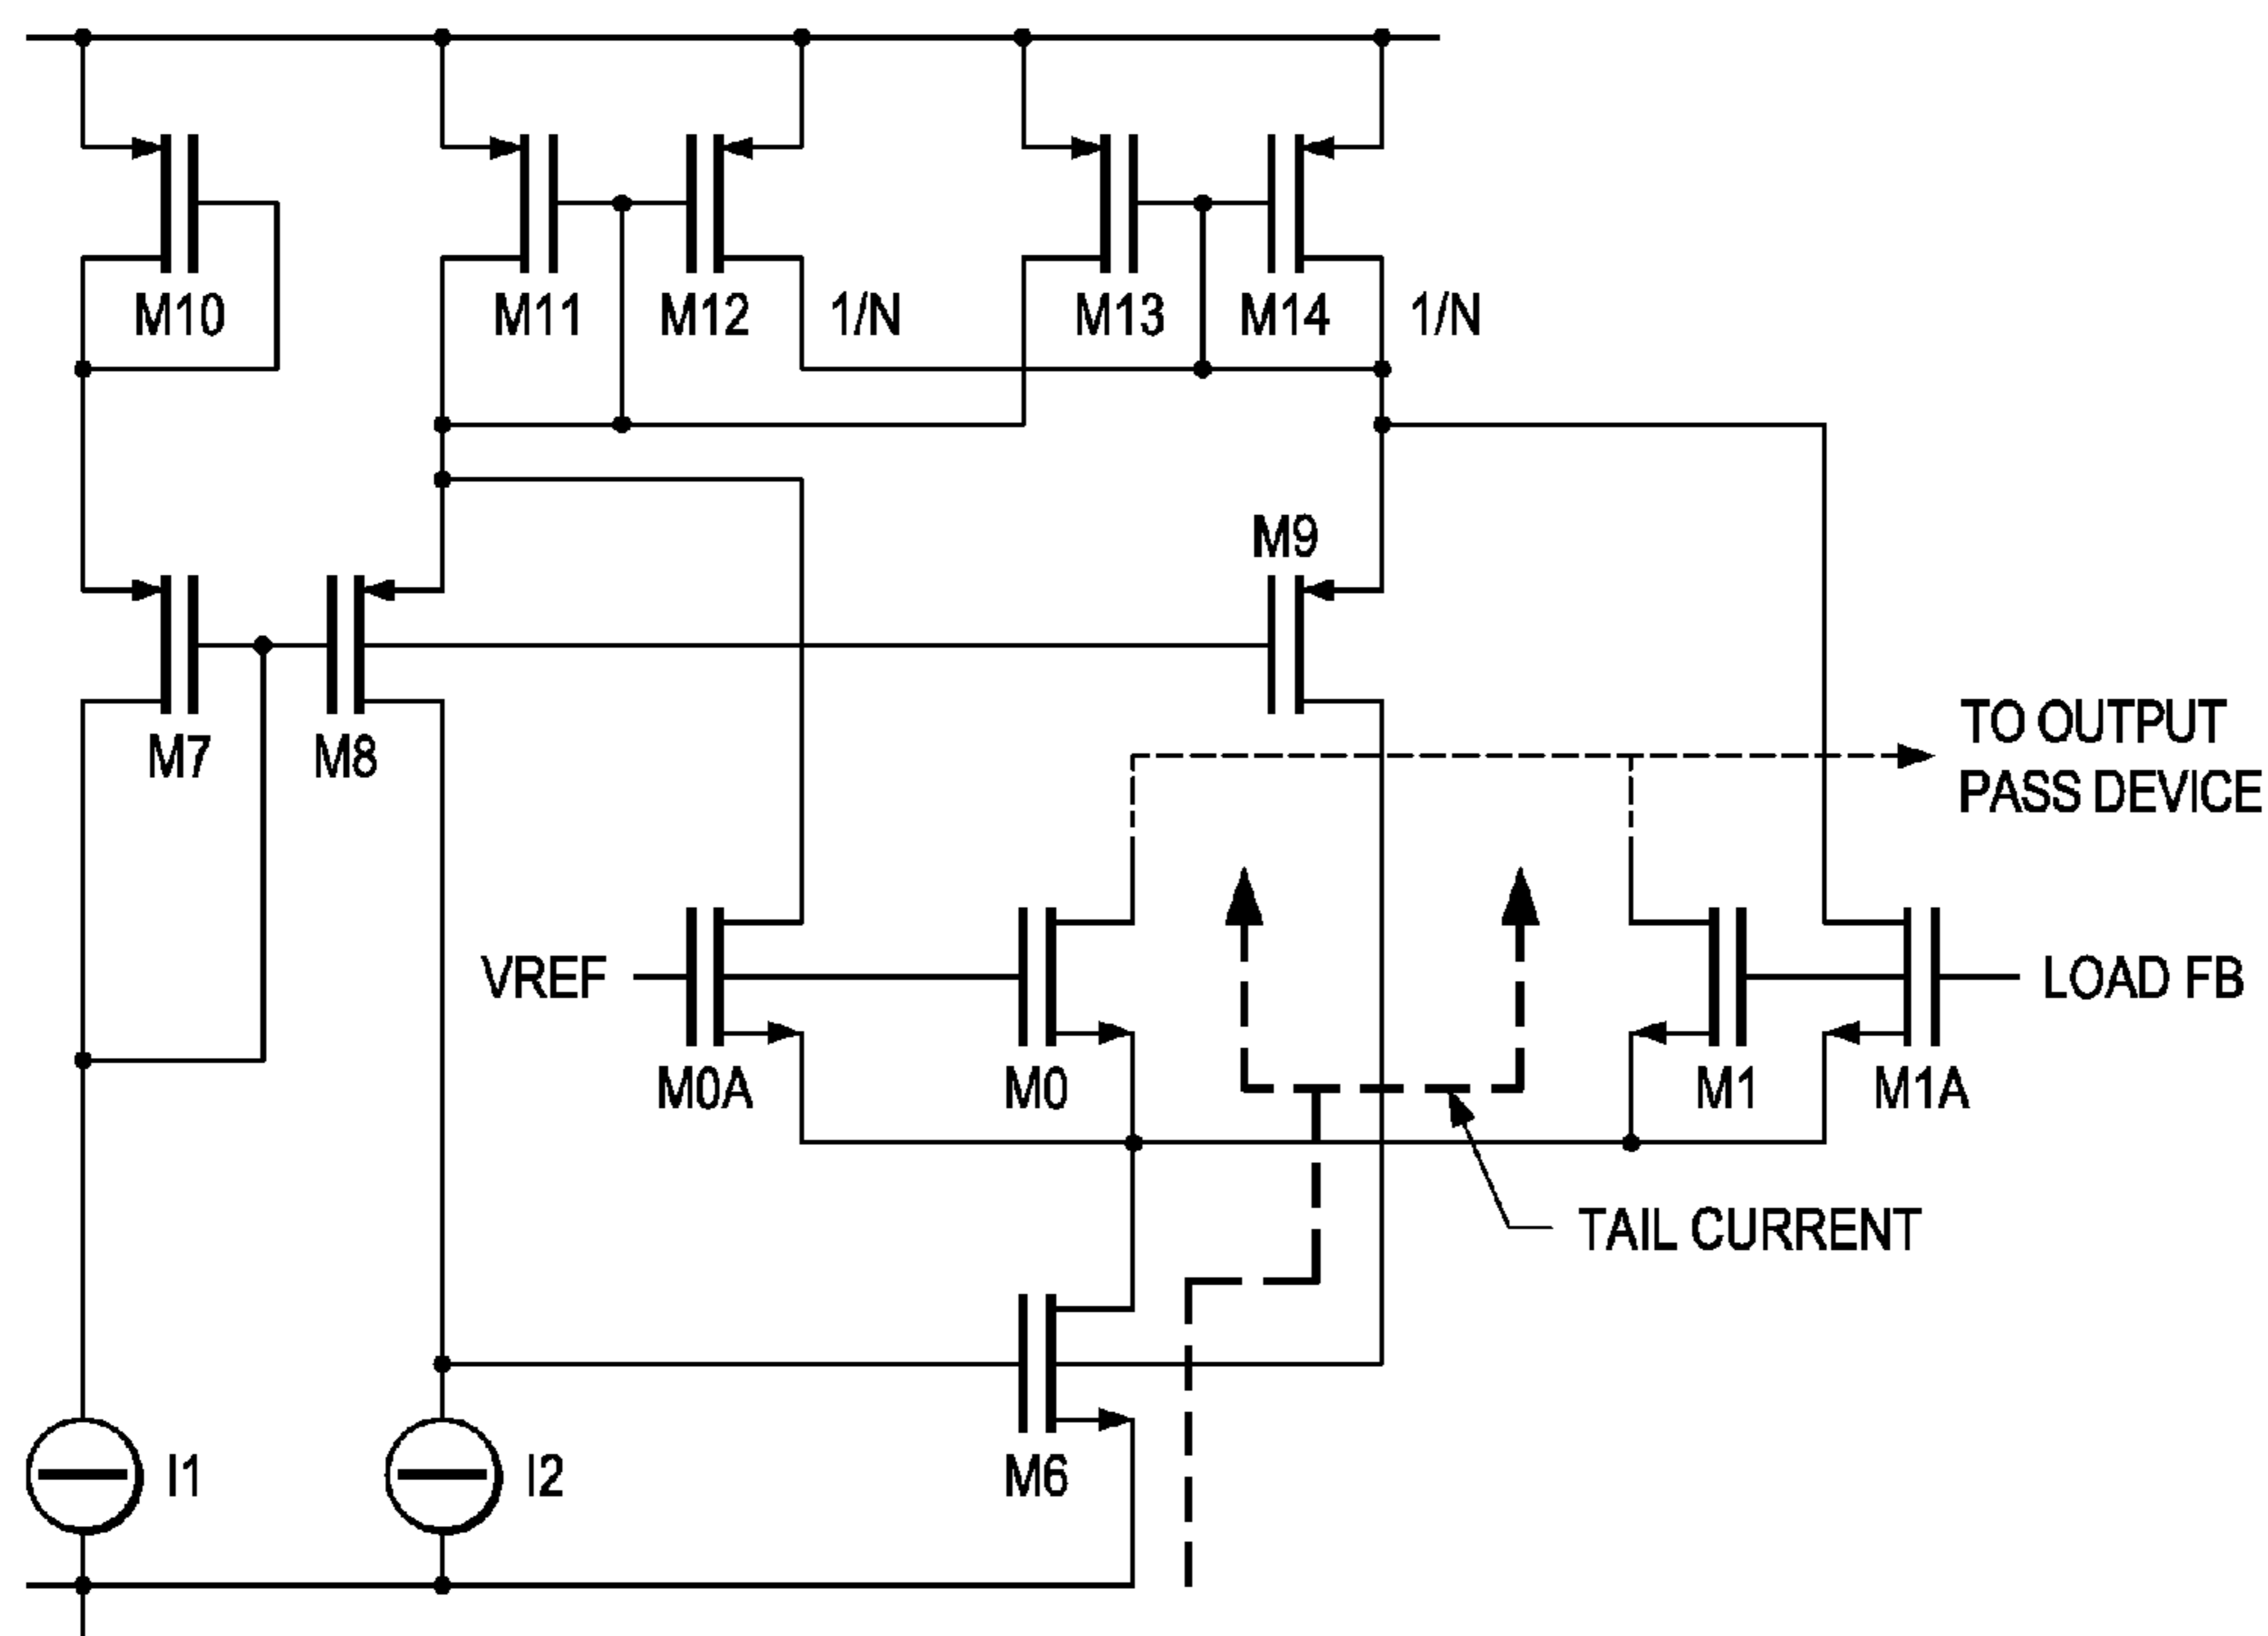 M10
M11
M12
1/N
M13
M14
1/N
M9
M7
M8
TO OUTPUT
PASS DEVICE
VREF
LOAD FB
M0A
M0
M1
M1A
TAIL CURRENT
I1
I2
M6